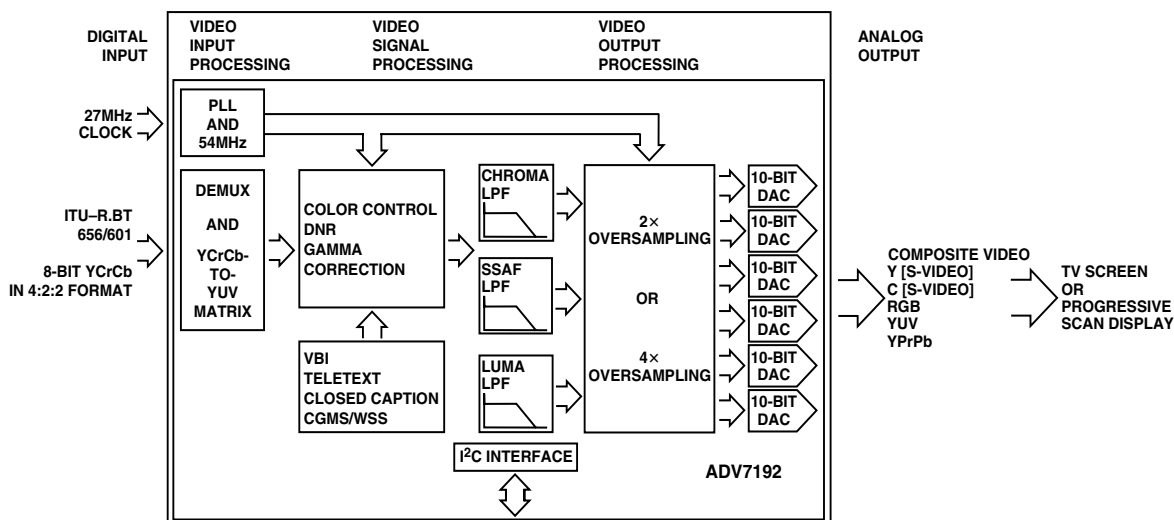 DIGITAL
INPUT
VIDEO
INPUT
PROCESSING
VIDEO
SIGNAL
PROCESSING
VIDEO
OUTPUT
PROCESSING
ANALOG
OUTPUT
27MHz
CLOCK
PLL
AND
54MHz
ITU–R.BT
656/601
8-BIT YCrCb
IN 4:2:2 FORMAT
DEMUX
AND
YCrCb-
TO-
YUV
MATRIX
COLOR CONTROL
DNR
GAMMA
CORRECTION
VBI
TELETEXT
CLOSED CAPTION
CGMS/WSS
CHROMA
LPF
SSAF
LPF
LUMA
LPF
I²C INTERFACE
2×
OVERSAMPLING
OR
4×
OVERSAMPLING
10-BIT
DAC
10-BIT
DAC
10-BIT
DAC
10-BIT
DAC
10-BIT
DAC
10-BIT
DAC
ADV7192
COMPOSITE VIDEO
Y [S-VIDEO]
C [S-VIDEO]
RGB
YUV
YPrPb
TV SCREEN
OR
PROGRESSIVE
SCAN DISPLAY